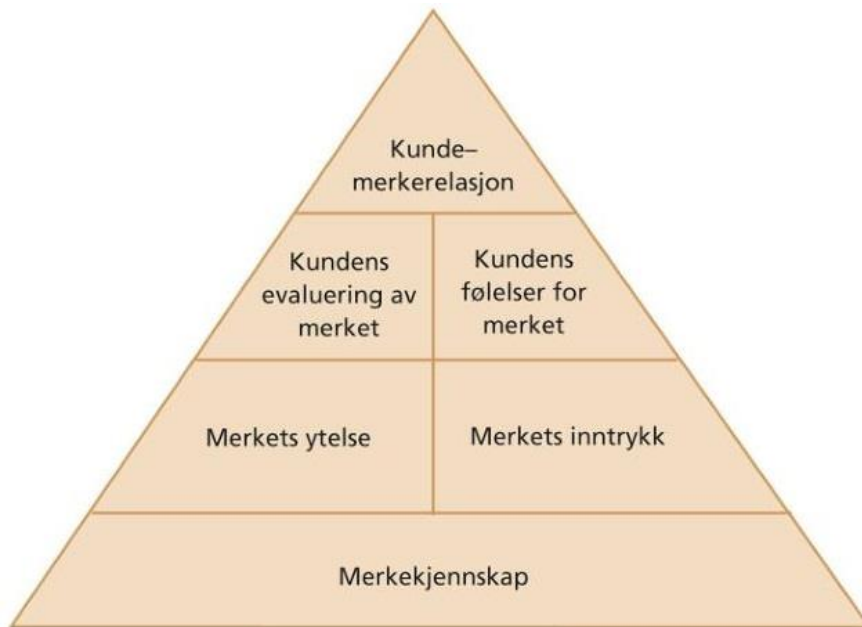 Kunde–
merkerelasjon
Kundens
evaluering av
merket
Kundens
følelser for
merket
Merkets ytelse
Merkets inntrykk
Merkekjennskap